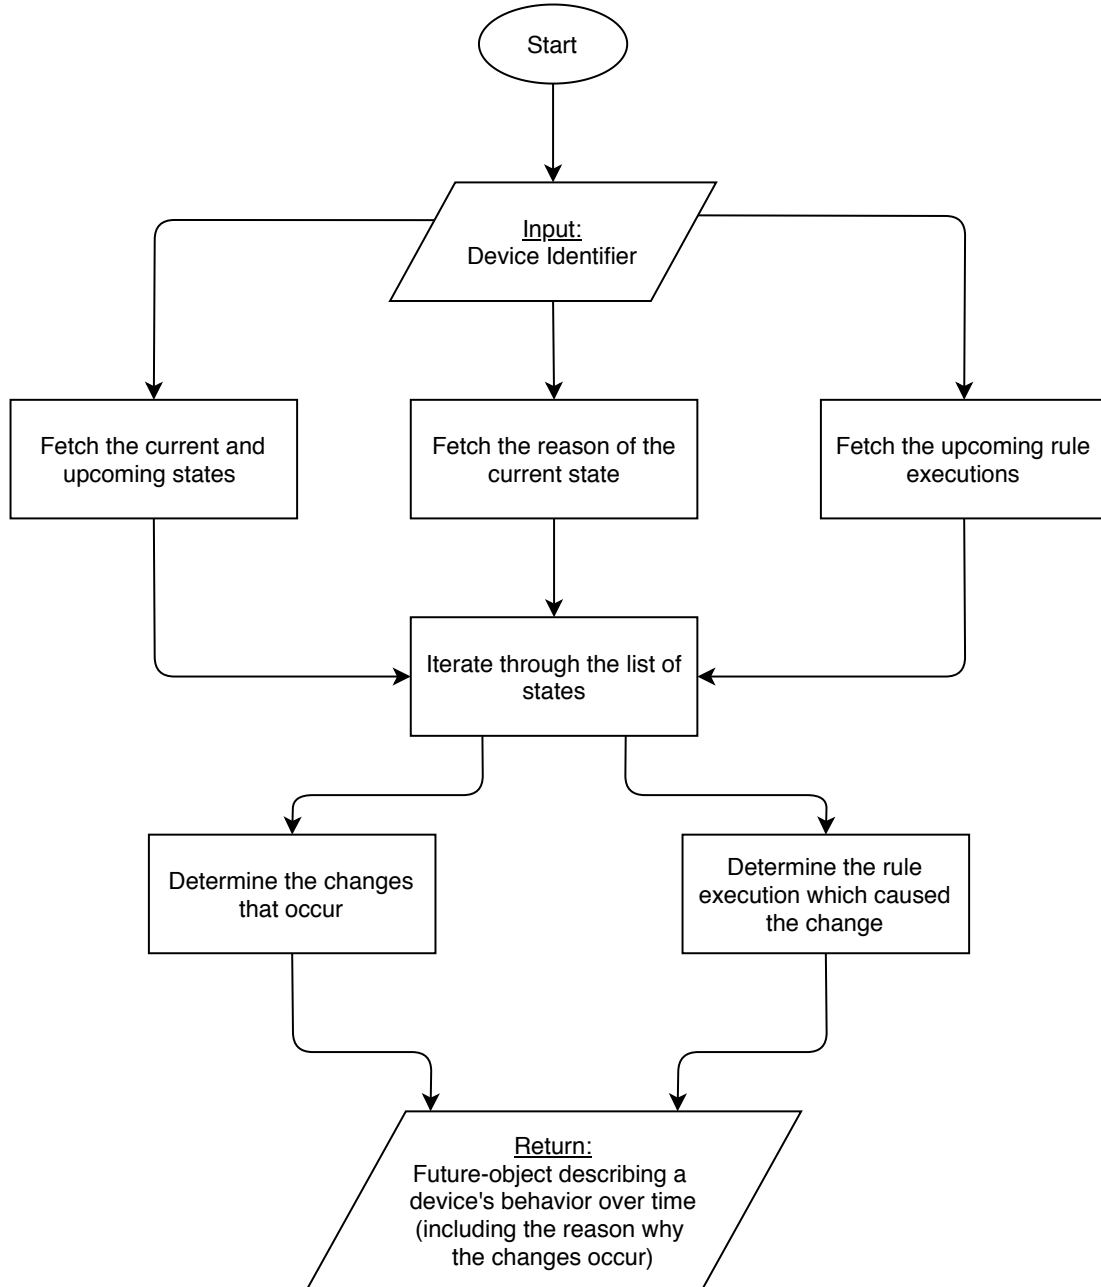 Start
Input:
Device Identifier
Fetch the current and
upcoming states
Fetch the reason of the
current state
Fetch the upcoming rule
executions
Iterate through the list of
states
Determine the changes
that occur
Determine the rule
execution which caused
the change
Return:
Future-object describing a
device's behavior over time
(including the reason why
the changes occur)